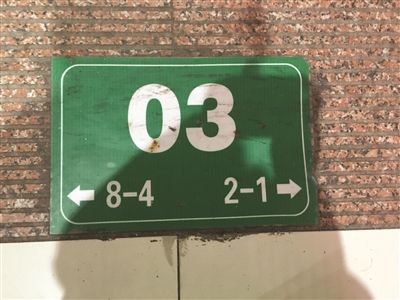 03
← 8-4 2-1 →